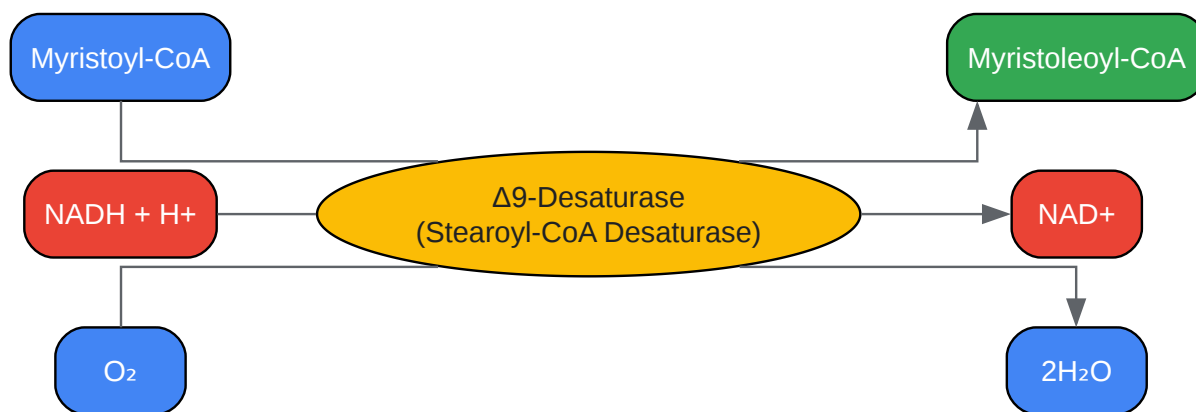 Myristoyl-CoA
Myristoleoyl-CoA
NADH + H+
Δ9-Desaturase
(Stearoyl-CoA Desaturase)
NAD+
O₂
2H₂O